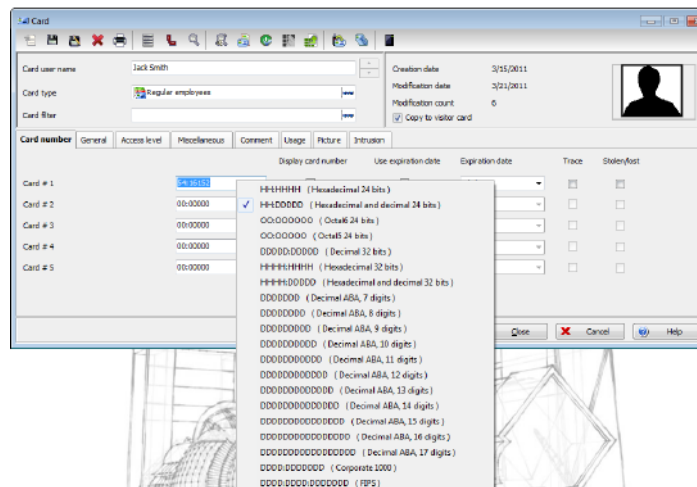 Card
Card user name
Jack Smith
Creation date 3/15/2011
Card type
Regular employees
Modification date 3/21/2011
Modification count 6
Card filter
Copy to visitor card
Card number General Access level Miscellaneous Comment Usage Picture Intrusion
Display card number Use expiration date Expiration date Trace Stolen/lost
Card # 1
Card # 2 00:00000
Card # 3 00:00000
Card # 4 00:00000
Card # 5 00:00000
HH:HHHH (Hexadecimal 24 bits)
HH:DDDDD (Hexadecimal and decimal 24 bits)
OO:OOOOOO (Octal6 24 bits)
OO:OOOOO (Octal5 24 bits)
DDDDD:DDDDD (Decimal 32 bits)
HHHH:HHHH (Hexadecimal 32 bits)
HHHH:DDDDD (Hexadecimal and decimal 32 bits)
DDDDDDD (Decimal ABA, 7 digits)
DDDDDDDD (Decimal ABA, 8 digits)
DDDDDDDDD (Decimal ABA, 9 digits)
DDDDDDDDDD (Decimal ABA, 10 digits)
DDDDDDDDDDD (Decimal ABA, 11 digits)
DDDDDDDDDDDD (Decimal ABA, 12 digits)
DDDDDDDDDDDDD (Decimal ABA, 13 digits)
DDDDDDDDDDDDDD (Decimal ABA, 14 digits)
DDDDDDDDDDDDDDD (Decimal ABA, 15 digits)
DDDDDDDDDDDDDDDD (Decimal ABA, 16 digits)
DDDDDDDDDDDDDDDDD (Decimal ABA, 17 digits)
DDDD:DDDDDDD (Corporate 1000)
DDDD:DDDD:DDDDDDD (FIPS)
Close Cancel Help